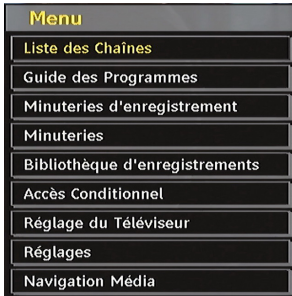 Menu
Liste des Chaînes
Guide des Programmes
Minuteries d'enregistrement
Minuteries
Bibliothèque d'enregistrements
Accès Conditionnel
Réglage du Téléviseur
Réglages
Navigation Média